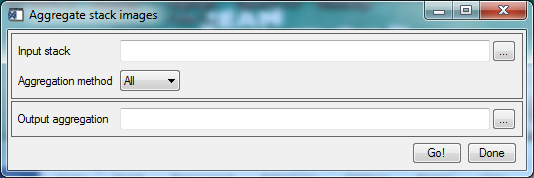 Aggregate stack images
Input stack ...
Aggregation method All
Output aggregation ...
Go! Done